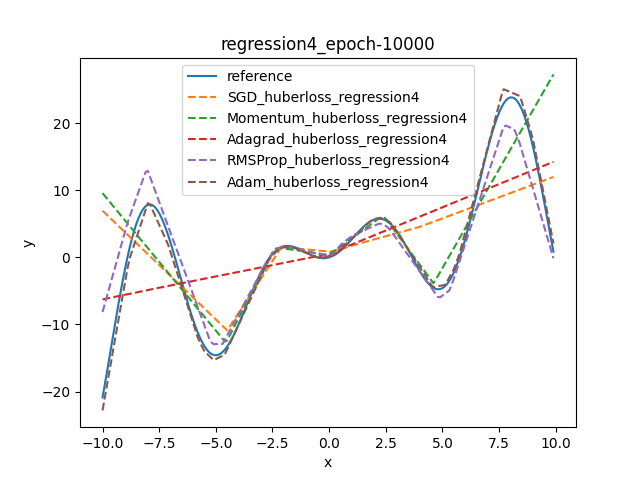 regression4_epoch-10000
reference
SGD_huberloss_regression4
Momentum_huberloss_regression4
Adagrad_huberloss_regression4
RMSProp_huberloss_regression4
Adam_huberloss_regression4
20
10
0
−10
−20
y
−10.0 −7.5 −5.0 −2.5 0.0 2.5 5.0 7.5 10.0
x